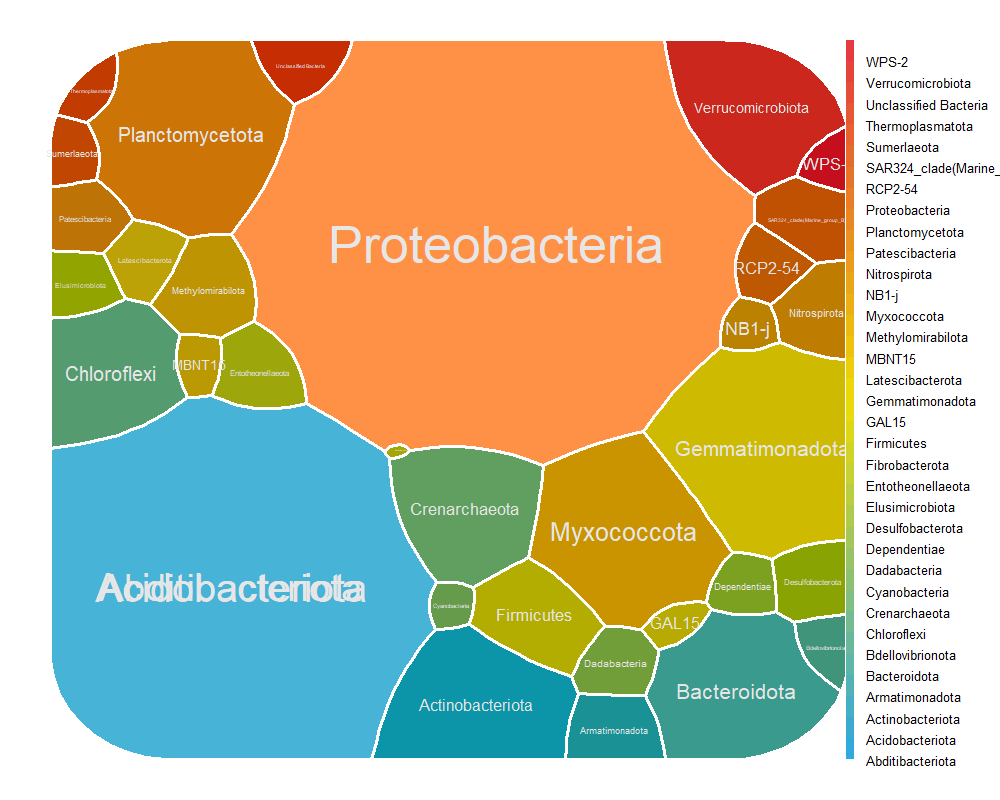 Unclassified Bacteria
Thermoplasmatota
Planctomycetota
Verrucomicrobiota
Sumerlaeota
WPS-
Patescibacteria
SAR324_clade(Marine_group_B)
Proteobacteria
Latescibacterota
RCP2-54
Elusimicrobiota
Methylomirabilota
Nitrospirota
NB1-j
Chloroflexi
MBNT15
Entotheonellaeota
Gemmatimonadota
Crenarchaeota
Myxococcota
Abditibacteriota
Acidobacteriota
Dependentiae
Desulfobacterota
Cyanobacteria
Firmicutes
GAL15
Dadabacteria
Bdellovibrionota
Bacteroidota
Actinobacteriota
Armatimonadota
WPS-2
Verrucomicrobiota
Unclassified Bacteria
Thermoplasmatota
Sumerlaeota
SAR324_clade(Marine_
RCP2-54
Proteobacteria
Planctomycetota
Patescibacteria
Nitrospirota
NB1-j
Myxococcota
Methylomirabilota
MBNT15
Latescibacterota
Gemmatimonadota
GAL15
Firmicutes
Fibrobacterota
Entotheonellaeota
Elusimicrobiota
Desulfobacterota
Dependentiae
Dadabacteria
Cyanobacteria
Crenarchaeota
Chloroflexi
Bdellovibrionota
Bacteroidota
Armatimonadota
Actinobacteriota
Acidobacteriota
Abditibacteriota